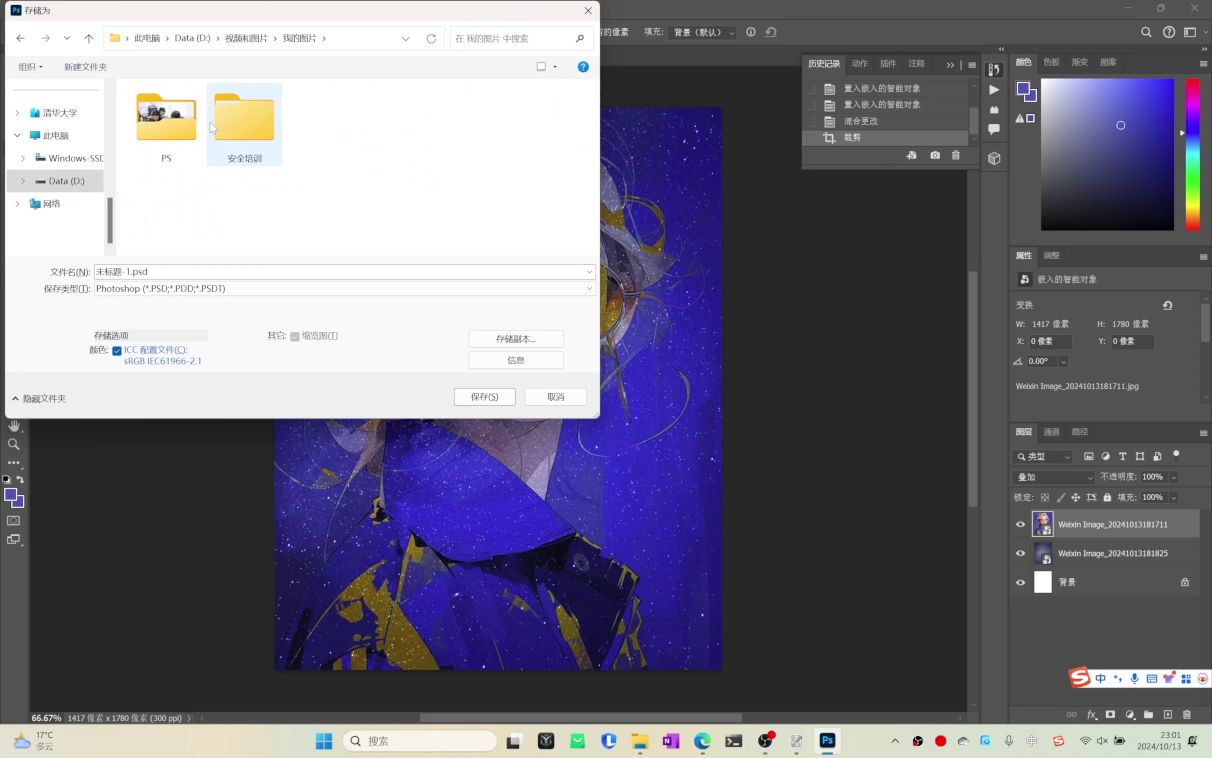 Ps 存储为
此电脑 › Data (D:) › 视频和图片 › 我的图片 ›
在 我的图片 中搜索
的像素 填充: 背景 (默认)
组织 新建文件夹
清华大学
此电脑
Windows-SSD
Data (D:)
网络
PS
安全培训
文件名(N): 未标题-1.psd
保存类型(T): Photoshop (*.PSD;*.PDD;*.PSDT)
存储选项
颜色: ICC 配置文件(C):
sRGB IEC61966-2.1
其它: 缩览图(T)
存储副本...
信息
隐藏文件夹
保存(S) 取消
历史记录 动作 插件 注释
置入嵌入的智能对象
置入嵌入的智能对象
混合更改
裁剪
颜色 色板 渐变 图案
属性 调整
嵌入的智能对象
变换
W: 1417 像素 H: 1780 像素
X: 0 像素 Y: 0 像素
0.00°
Weixin Image_20241013181711.jpg
图层 通道 路径
类型
叠加 不透明度: 100%
锁定: 填充: 100%
Weixin Image_20241013181711
Weixin Image_20241013181825
背景
中
66.67% 1417 像素 x 1780 像素 (300 ppi)
17°C
多云
搜索
Ps
23:01
2024/10/13